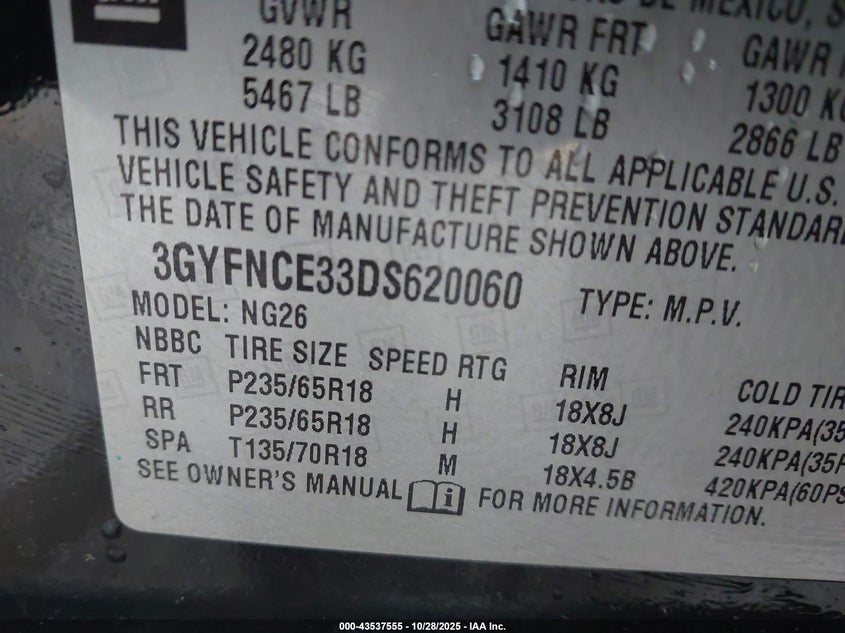 DE MEXICO, S
GVWR GAWR FRT GAWR
2480 KG 1410 KG 1300 KG
5467 LB 3108 LB 2866 LB
THIS VEHICLE CONFORMS TO ALL APPLICABLE U.S.
VEHICLE SAFETY AND THEFT PREVENTION STANDAR
THE DATE OF MANUFACTURE SHOWN ABOVE.
3GYFNCE33DS620060 TYPE: M.P.V.
MODEL: NG26
NBBC TIRE SIZE SPEED RTG RIM COLD TIR
FRT P235/65R18 H 18X8J 240KPA(35
RR P235/65R18 H 18X8J 240KPA(35P
SPA T135/70R18 M 18X4.5B 420KPA(60PS
SEE OWNER'S MANUAL i FOR MORE INFORMATION.
000-43537555 - 10/28/2025 - IAA Inc.